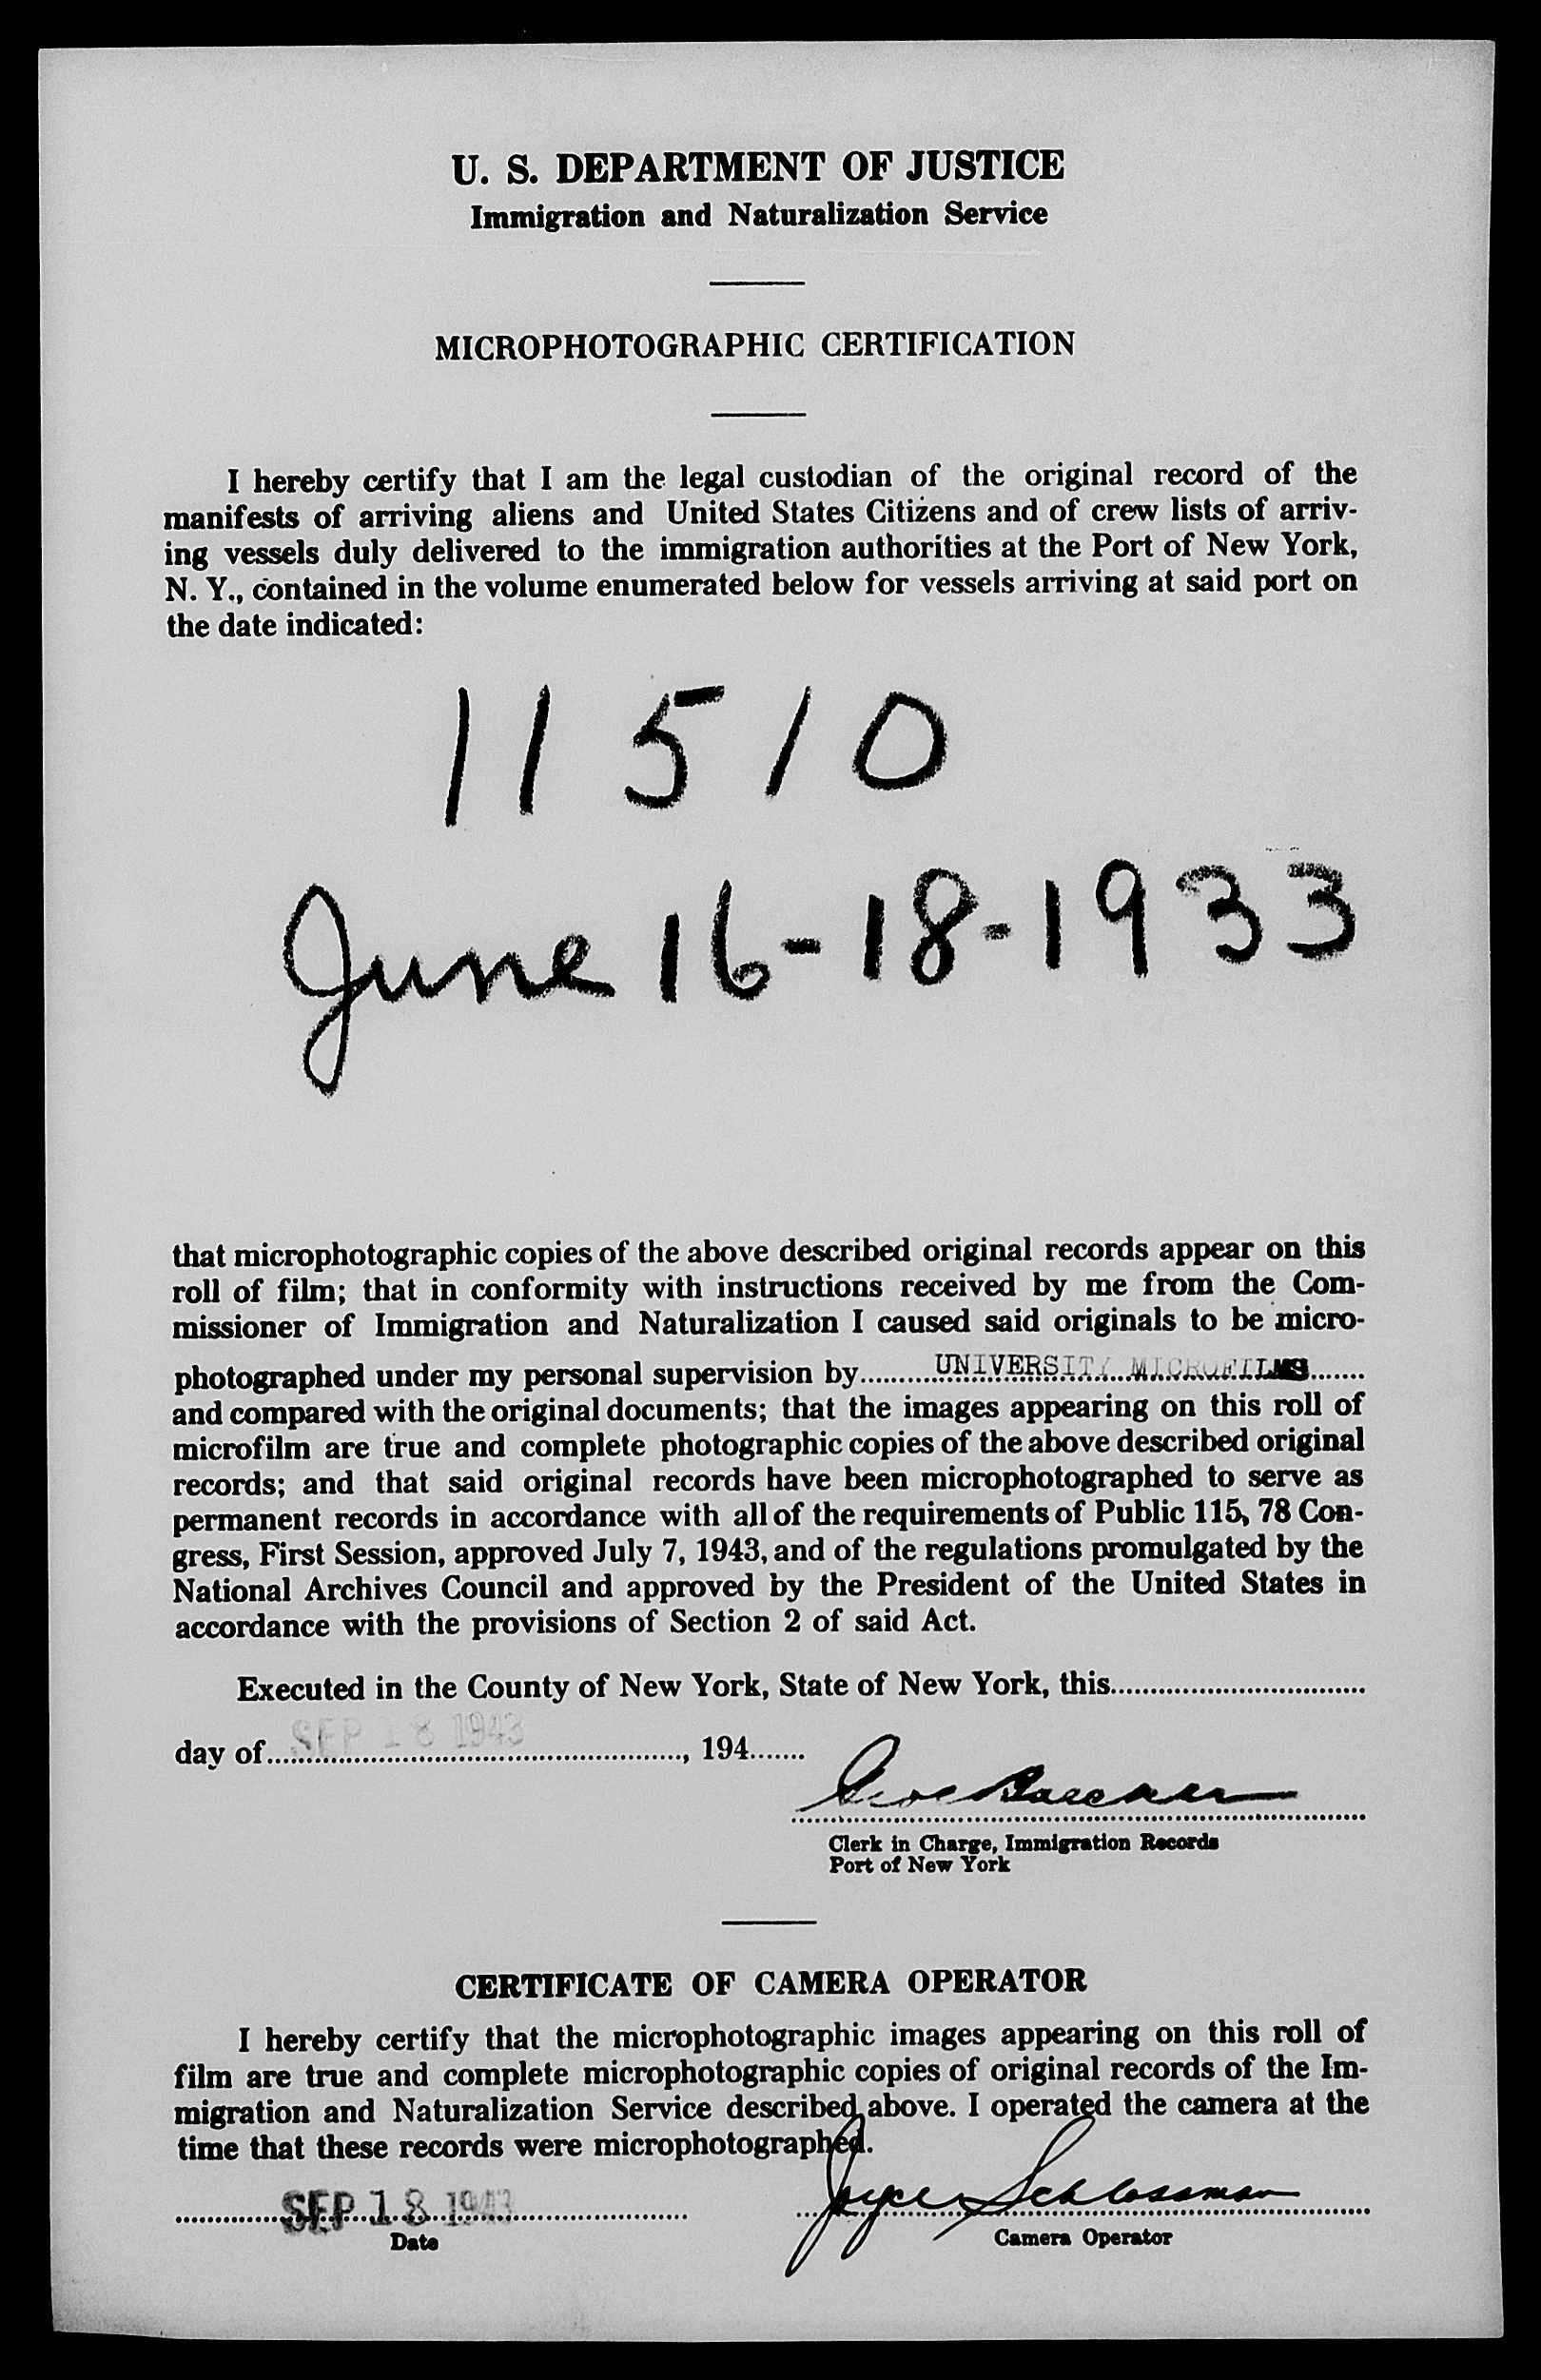 U. S. DEPARTMENT OF JUSTICE
Immigration and Naturalization Service
MICROPHOTOGRAPHIC CERTIFICATION
I hereby certify that I am the legal custodian of the original record of the
manifests of arriving aliens and United States Citizens and of crew lists of arriv-
ing vessels duly delivered to the immigration authorities at the Port of New York,
N. Y., contained in the volume enumerated below for vessels arriving at said port on
the date indicated:
11510
June 16-18-1933
that microphotographic copies of the above described original records appear on this
roll of film; that in conformity with instructions received by me from the Com-
missioner of Immigration and Naturalization I caused said originals to be micro-
photographed under my personal supervision by UNIVERSITY MICROFILMS
and compared with the original documents; that the images appearing on this roll of
microfilm are true and complete photographic copies of the above described original
records; and that said original records have been microphotographed to serve as
permanent records in accordance with all of the requirements of Public 115, 78 Con-
gress, First Session, approved July 7, 1943, and of the regulations promulgated by the
National Archives Council and approved by the President of the United States in
accordance with the provisions of Section 2 of said Act.
Executed in the County of New York, State of New York, this
day of SEP 18 1943, 194
Clerk in Charge, Immigration Records
Port of New York
CERTIFICATE OF CAMERA OPERATOR
I hereby certify that the microphotographic images appearing on this roll of
film are true and complete microphotographic copies of original records of the Im-
migration and Naturalization Service described above. I operated the camera at the
time that these records were microphotographed.
SEP 18 1943 Joyce Schlossman
Date Camera Operator